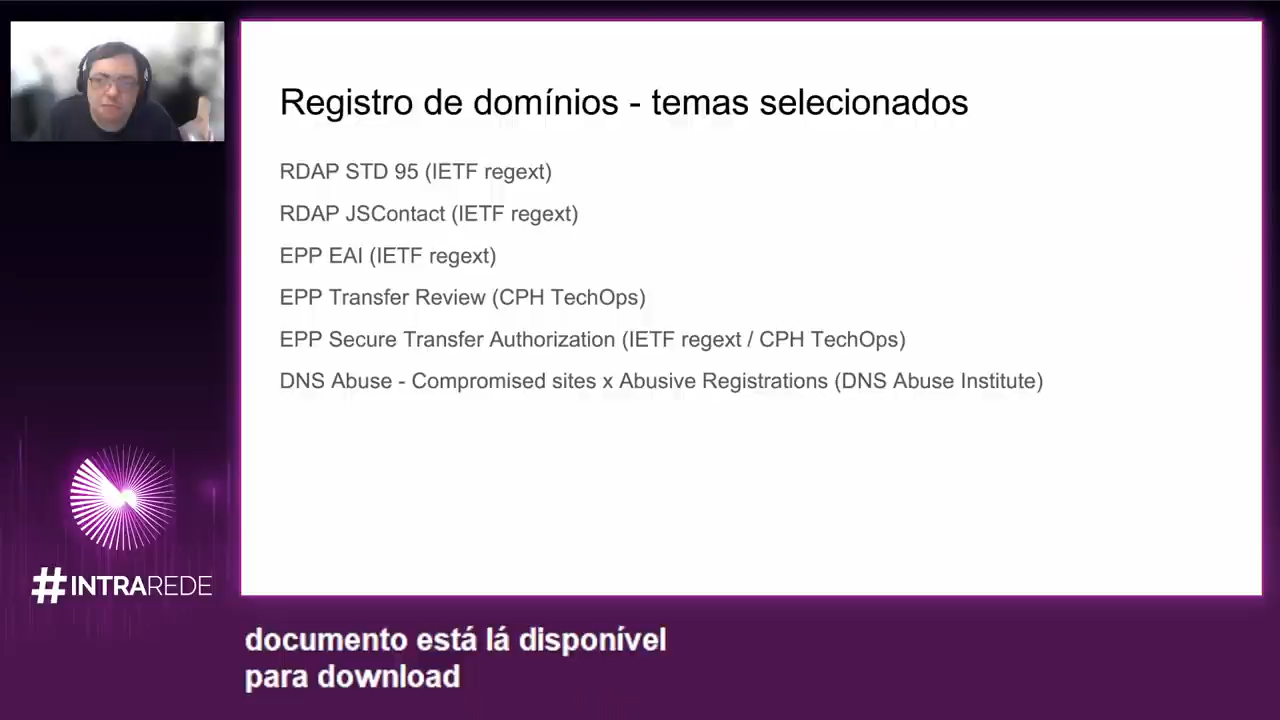 Registro de domínios - temas selecionados
RDAP STD 95 (IETF regext)
RDAP JSContact (IETF regext)
EPP EAI (IETF regext)
EPP Transfer Review (CPH TechOps)
EPP Secure Transfer Authorization (IETF regext / CPH TechOps)
DNS Abuse - Compromised sites x Abusive Registrations (DNS Abuse Institute)
#INTRAREDE
documento está lá disponível
para download